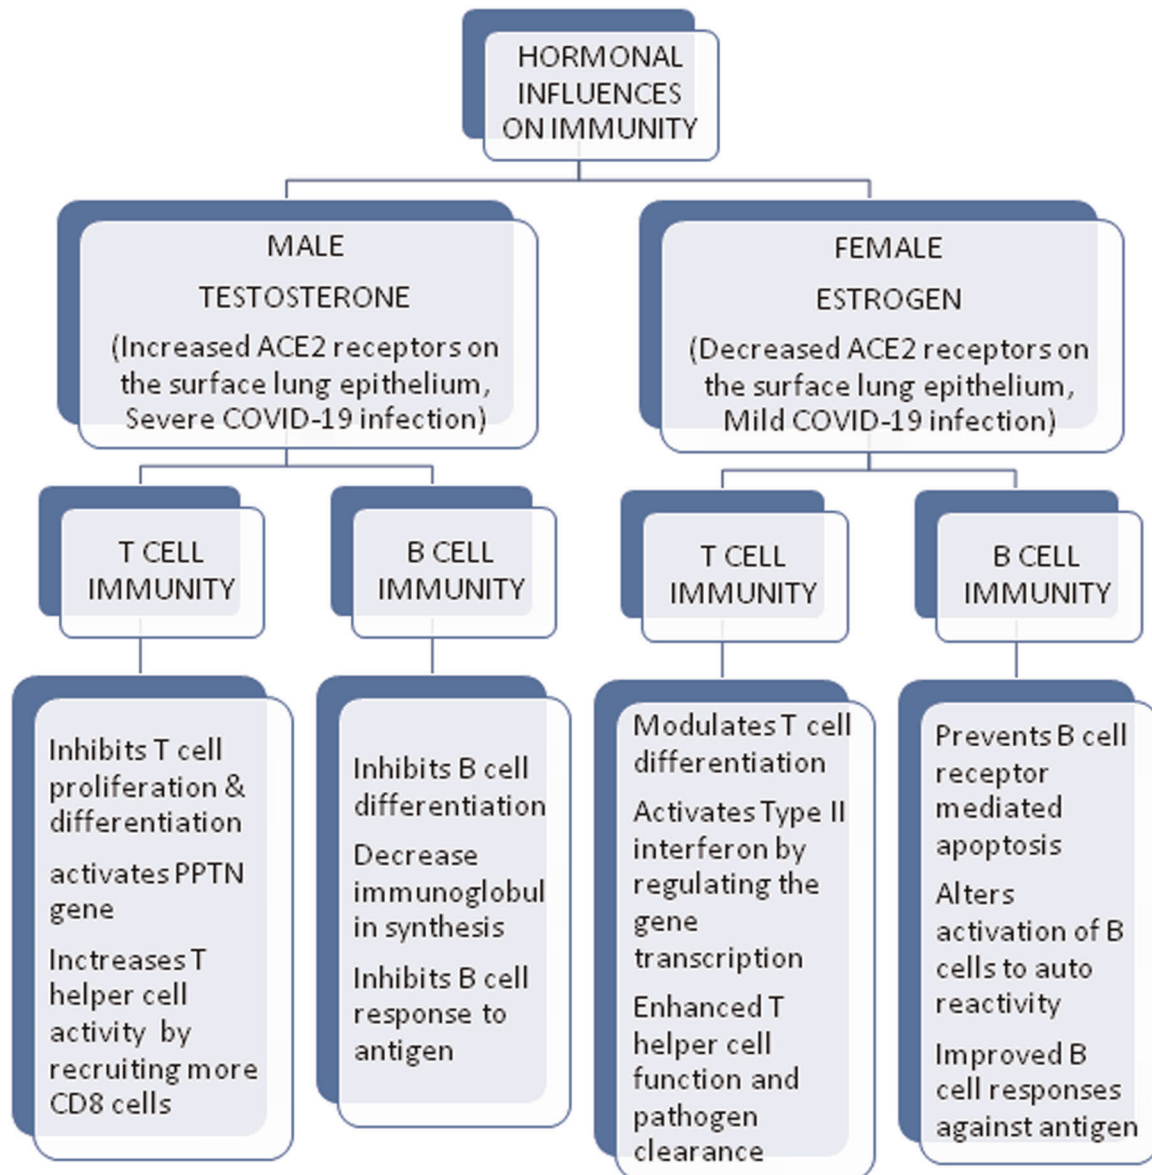 HORMONAL
INFLUENCES
ON IMMUNITY
MALE
TESTOSTERONE
(Increased ACE2 receptors on
the surface lung epithelium,
Severe COVID-19 infection)
FEMALE
ESTROGEN
(Decreased ACE2 receptors on
the surface lung epithelium,
Mild COVID-19 infection)
T CELL
IMMUNITY
B CELL
IMMUNITY
T CELL
IMMUNITY
B CELL
IMMUNITY
Inhibits T cell
proliferation &
differentiation
activates PPTN
gene
Inctreases T
helper cell
activity by
recruiting more
CD8 cells
Inhibits B cell
differentiation
Decrease
immunoglobul
in synthesis
Inhibits B cell
response to
antigen
Modulates T cell
differentiation
Activates Type II
interferon by
regulating the
gene
transcription
Enhanced T
helper cell
function and
pathogen
clearance
Prevents B cell
receptor
mediated
apoptosis
Alters
activation of B
cells to auto
reactivity
Improved B
cell responses
against antigen